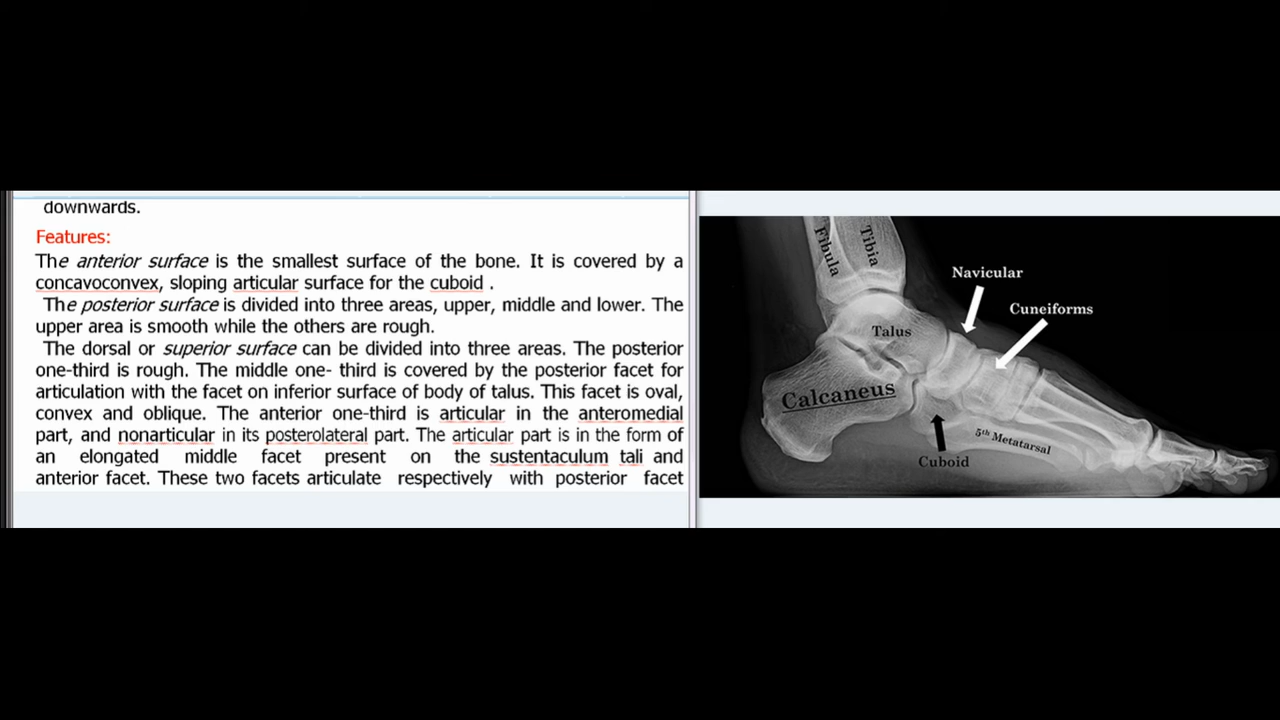 downwards.
Features:
The anterior surface is the smallest surface of the bone. It is covered by a
concavoconvex, sloping articular surface for the cuboid .
The posterior surface is divided into three areas, upper, middle and lower. The
upper area is smooth while the others are rough.
The dorsal or superior surface can be divided into three areas. The posterior
one-third is rough. The middle one- third is covered by the posterior facet for
articulation with the facet on inferior surface of body of talus. This facet is oval,
convex and oblique. The anterior one-third is articular in the anteromedial
part, and nonarticular in its posterolateral part. The articular part is in the form of
an elongated middle facet present on the sustentaculum tali and
anterior facet. These two facets articulate respectively with posterior facet
Fibula
Tibia
Navicular
Cuneiforms
Talus
Calcaneus
5th Metatarsal
Cuboid